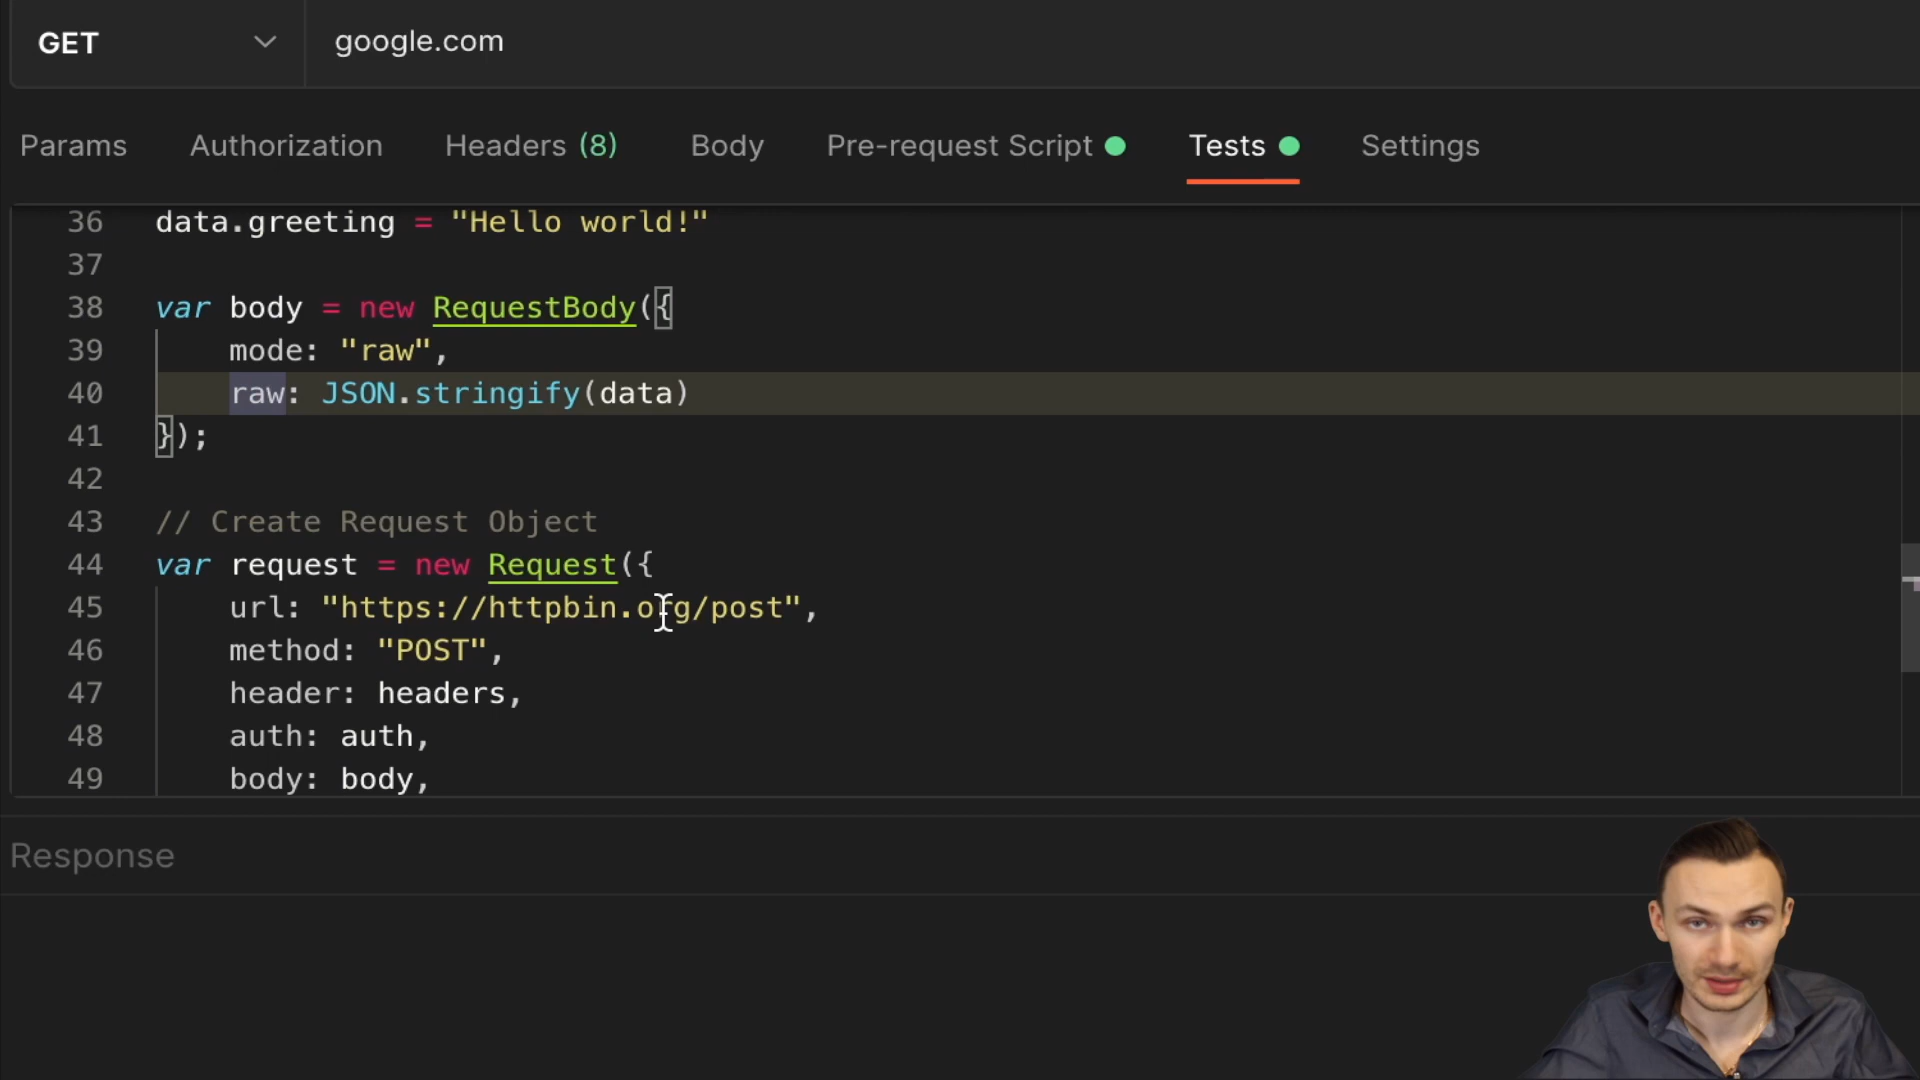 GET google.com
Params Authorization Headers (8) Body Pre-request Script Tests Settings
36 data.greeting = "Hello world!"
37
38 var body = new RequestBody({
39 mode: "raw",
40 raw: JSON.stringify(data)
41 });
42
43 // Create Request Object
44 var request = new Request({
45 url: "https://httpbin.org/post",
46 method: "POST",
47 header: headers,
48 auth: auth,
49 body: body,
Response